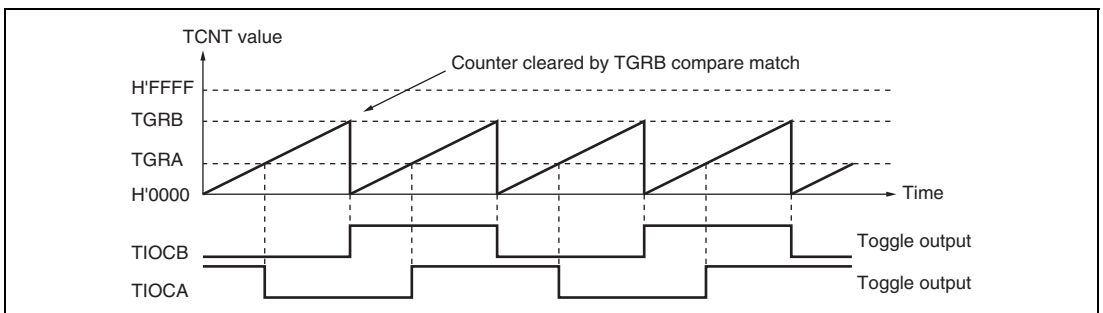 TCNT value
Counter cleared by TGRB compare match
H'FFFF
TGRB
TGRA
H'0000
Time
TIOCB
Toggle output
TIOCA
Toggle output